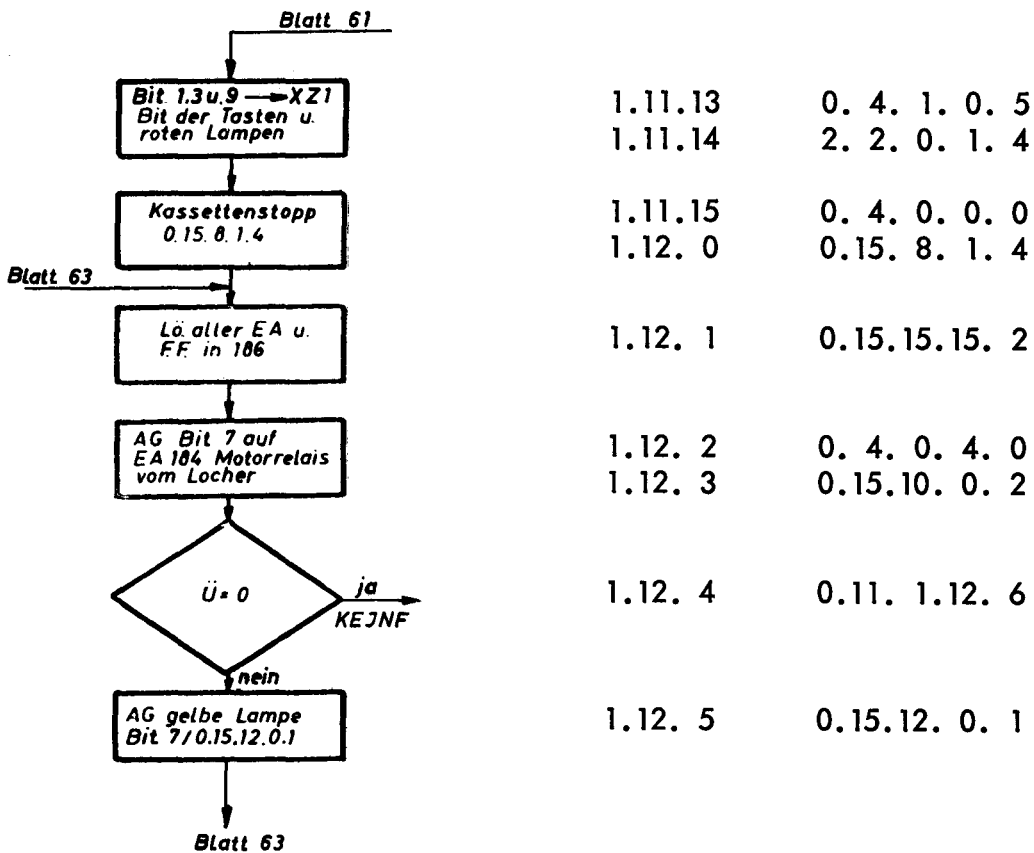 Blatt 61
Bit 1.3 u. 9 → XZ1
Bit der Tasten u.
roten Lampen
1.11.13 0. 4. 1. 0. 5
1.11.14 2. 2. 0. 1. 4
Kassettenstopp
0.15. 8.1.4
1.11.15 0. 4. 0. 0. 0
1.12. 0 0.15. 8. 1. 4
Blatt 63
Lö. aller EA u.
F.F. in 186
1.12. 1 0.15.15.15. 2
AG Bit 7 auf
EA 184 Motorrelais
vom Locher
1.12. 2 0. 4. 0. 4. 0
1.12. 3 0.15.10. 0. 2
Ü = 0
ja
KEJNF
1.12. 4 0.11. 1.12. 6
nein
AG gelbe Lampe
Bit 7/0.15.12.0.1
1.12. 5 0.15.12. 0. 1
Blatt 63